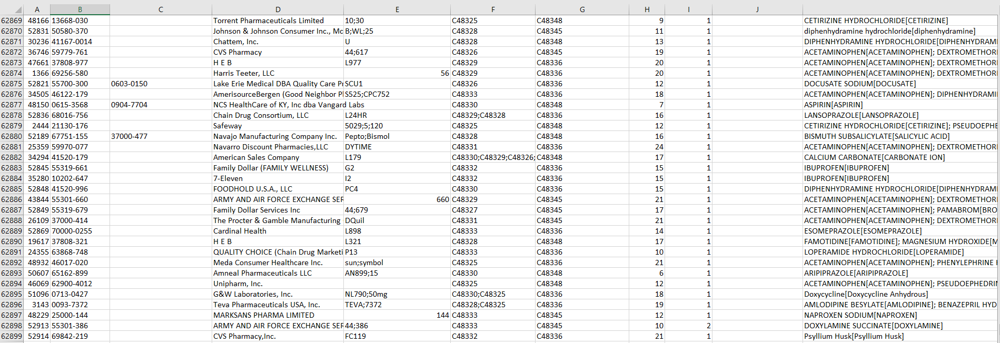 A B C D E F G H I J
62869 48166 13668-030 Torrent Pharmaceuticals Limited 10;30 C48325 C48348 9 1 CETIRIZINE HYDROCHLORIDE[CETIRIZINE]
62870 52831 50580-370 Johnson & Johnson Consumer Inc., Mc B;WL;25 C48328 C48345 11 1 diphenhydramine hydrochloride[diphenhydramine]
62871 30236 41167-0014 Chattem, Inc. U C48328 C48348 13 1 DIPHENHYDRAMINE HYDROCHLORIDE[DIPHENHYDRAM
62872 36746 59779-761 CVS Pharmacy 44;617 C48326 C48345 19 1 ACETAMINOPHEN[ACETAMINOPHEN]; DEXTROMETHOR
62873 47661 37808-977 H E B L977 C48329 C48336 20 1 ACETAMINOPHEN[ACETAMINOPHEN]; DEXTROMETHOR
62874 1366 69256-580 Harris Teeter, LLC 56 C48329 C48336 20 1 ACETAMINOPHEN[ACETAMINOPHEN]; DEXTROMETHOR
62875 52821 55700-300 0603-0150 Lake Erie Medical DBA Quality Care Pr SCU1 C48326 C48336 12 1 DOCUSATE SODIUM[DOCUSATE]
62876 34505 46122-179 AmerisourceBergen (Good Neighbor Pl S525;CPC752 C48333 C48336 18 1 ACETAMINOPHEN[ACETAMINOPHEN]; DIPHENHYDRAMI
62877 48150 0615-3568 0904-7704 NCS HealthCare of KY, Inc dba Vangard Labs C48330 C48348 7 1 ASPIRIN[ASPIRIN]
62878 52836 68016-756 Chain Drug Consortium, LLC L24HR C48329;C48328 C48336 16 1 LANSOPRAZOLE[LANSOPRAZOLE]
62879 2444 21130-176 Safeway 5029;5;120 C48325 C48348 12 1 CETIRIZINE HYDROCHLORIDE[CETIRIZINE]; PSEUDOEPHE
62880 52189 67751-155 37000-477 Navajo Manufacturing Company Inc. Pepto;Bismol C48328 C48348 16 1 BISMUTH SUBSALICYLATE[SALICYLIC ACID]
62881 25359 59970-077 Navarro Discount Pharmacies,LLC DYTIME C48331 C48336 24 1 ACETAMINOPHEN[ACETAMINOPHEN]; DEXTROMETHOR
62882 34294 41520-179 American Sales Company L179 C48330;C48329;C48326; C48348 17 1 CALCIUM CARBONATE[CARBONATE ION]
62883 52845 55319-661 Family Dollar (FAMILY WELLNESS) G2 C48332 C48336 15 1 IBUPROFEN[IBUPROFEN]
62884 35280 10202-647 7-Eleven I2 C48332 C48336 15 1 IBUPROFEN[IBUPROFEN]
62885 52848 41520-996 FOODHOLD U.S.A., LLC PC4 C48330 C48336 15 1 DIPHENHYDRAMINE HYDROCHLORIDE[DIPHENHYDRAM
62886 43844 55301-660 ARMY AND AIR FORCE EXCHANGE SER 660 C48329 C48345 21 1 ACETAMINOPHEN[ACETAMINOPHEN]; DEXTROMETHOR
62887 52849 55319-679 Family Dollar Services Inc 44;679 C48327 C48345 17 1 ACETAMINOPHEN[ACETAMINOPHEN]; PAMABROM[BRO
62888 26109 37000-414 The Procter & Gamble Manufacturing DQuil C48331 C48345 21 1 ACETAMINOPHEN[ACETAMINOPHEN]; DEXTROMETHOR
62889 52869 70000-0255 Cardinal Health L898 C48333 C48336 14 1 ESOMEPRAZOLE[ESOMEPRAZOLE]
62890 19617 37808-321 H E B L321 C48328 C48348 17 1 FAMOTIDINE[FAMOTIDINE]; MAGNESIUM HYDROXIDE[M
62891 24355 63868-748 QUALITY CHOICE (Chain Drug Marketi P13 C48333 C48336 10 1 LOPERAMIDE HYDROCHLORIDE[LOPERAMIDE]
62892 48932 46017-020 Meda Consumer Healthcare Inc. sun;symbol C48325 C48336 21 1 ACETAMINOPHEN[ACETAMINOPHEN]; PHENYLEPHRINE H
62893 50607 65162-899 Amneal Pharmaceuticals LLC AN899;15 C48330 C48348 6 1 ARIPIPRAZOLE[ARIPIPRAZOLE]
62894 46069 62900-4012 Unipharm, Inc. C48325 C48348 12 1 ACETAMINOPHEN[ACETAMINOPHEN]; PSEUDOEPHEDRIN
62895 51096 0713-0427 G&W Laboratories, Inc. NL790;50mg C48330;C48325 C48336 18 1 Doxycycline[Doxycycline Anhydrous]
62896 3143 0093-7372 Teva Pharmaceuticals USA, Inc. TEVA;7372 C48328;C48325 C48336 19 1 AMLODIPINE BESYLATE[AMLODIPINE]; BENAZEPRIL HYD
62897 48229 25000-144 MARKSANS PHARMA LIMITED 144 C48333 C48345 12 1 NAPROXEN SODIUM[NAPROXEN]
62898 52913 55301-386 ARMY AND AIR FORCE EXCHANGE SER 44;386 C48333 C48345 10 2 DOXYLAMINE SUCCINATE[DOXYLAMINE]
62899 52914 69842-219 CVS Pharmacy,Inc. FC119 C48332 C48336 21 1 Psyllium Husk[Psyllium Husk]